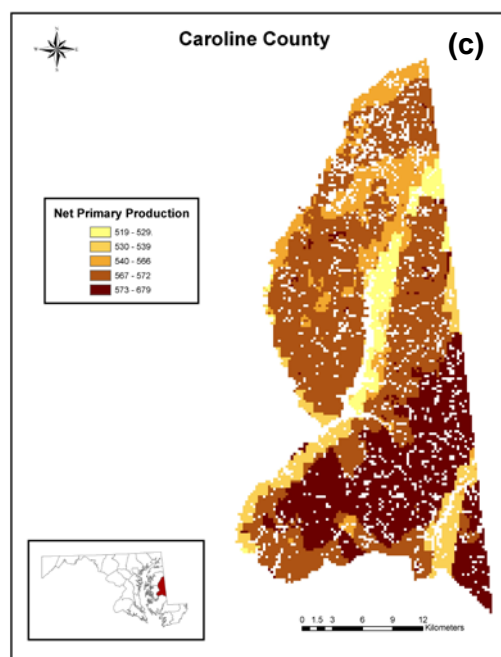 Caroline County
(c)
N
Net Primary Production
519 - 529
530 - 539
540 - 566
567 - 572
573 - 679
0 1.5 3 6 9 12
Kilometers